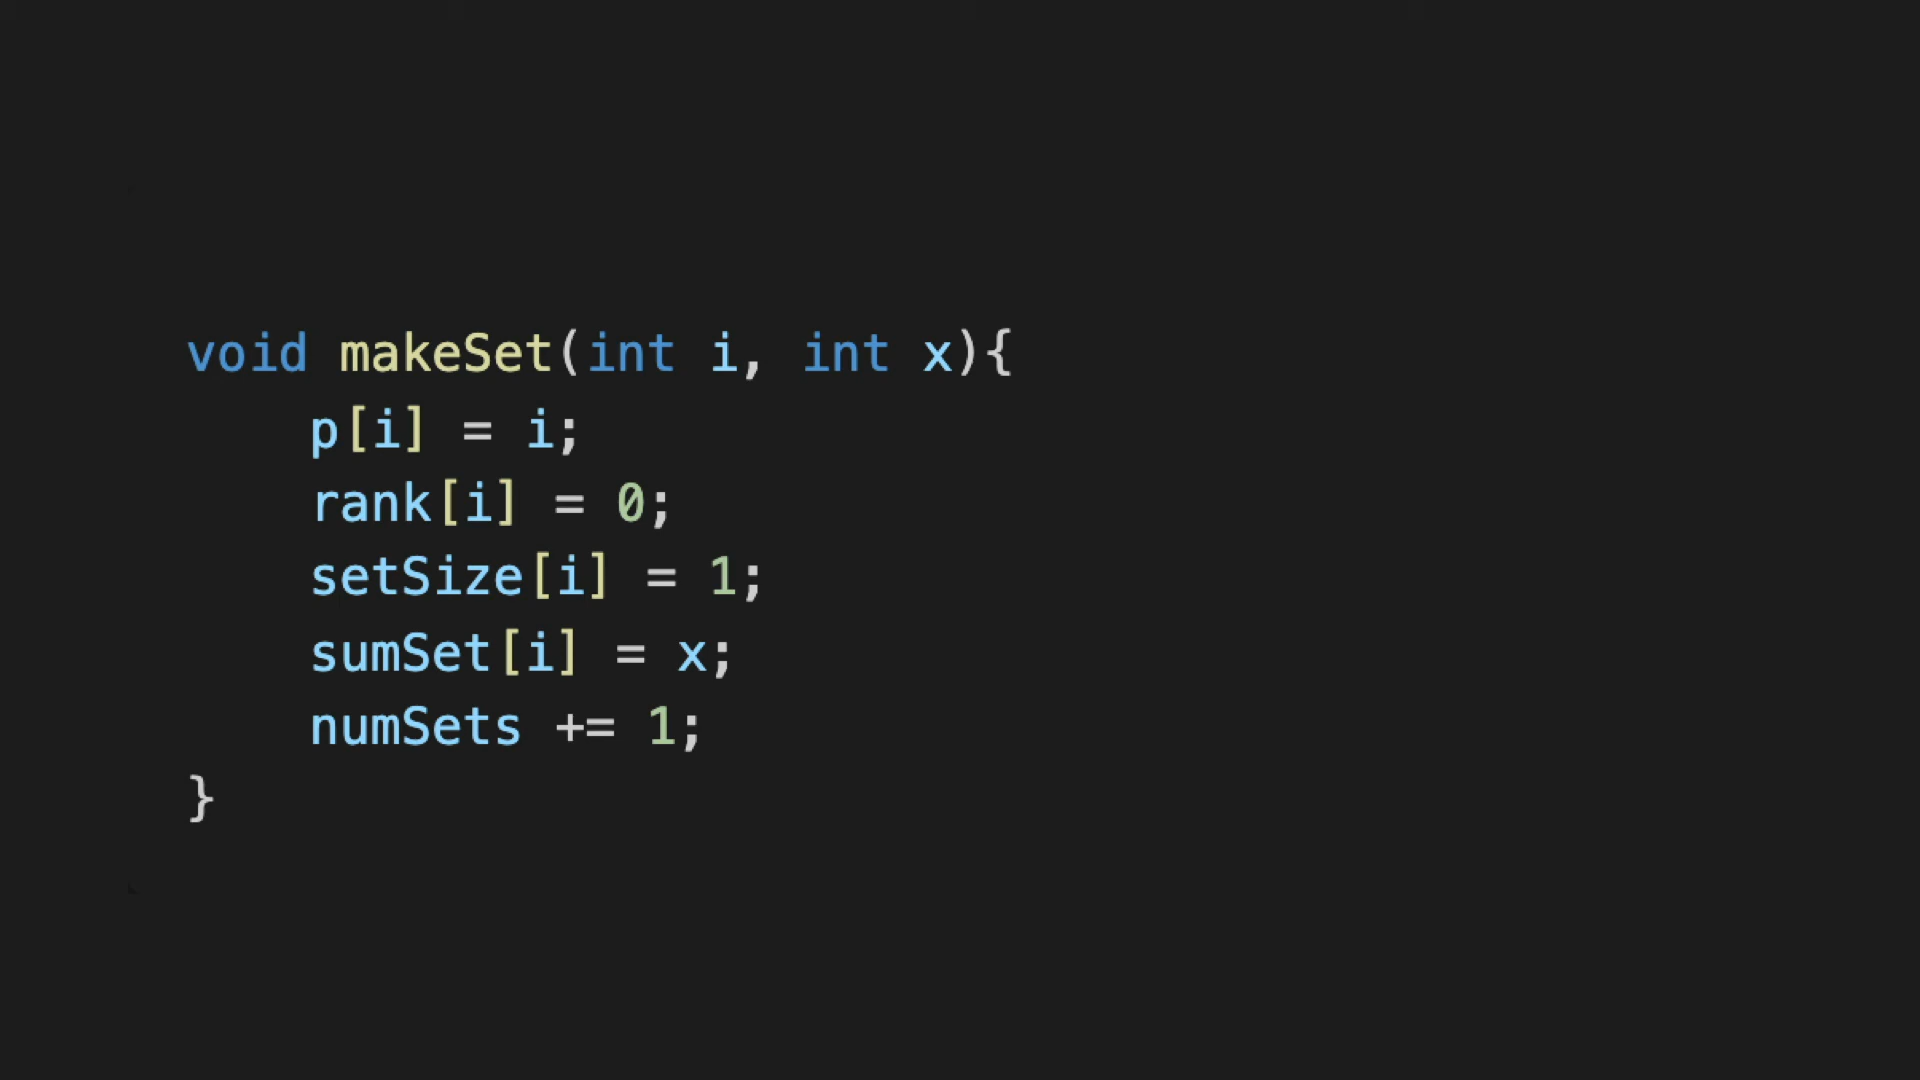 void makeSet(int i, int x){
    p[i] = i;
    rank[i] = 0;
    setSize[i] = 1;
    sumSet[i] = x;
    numSets += 1;
}